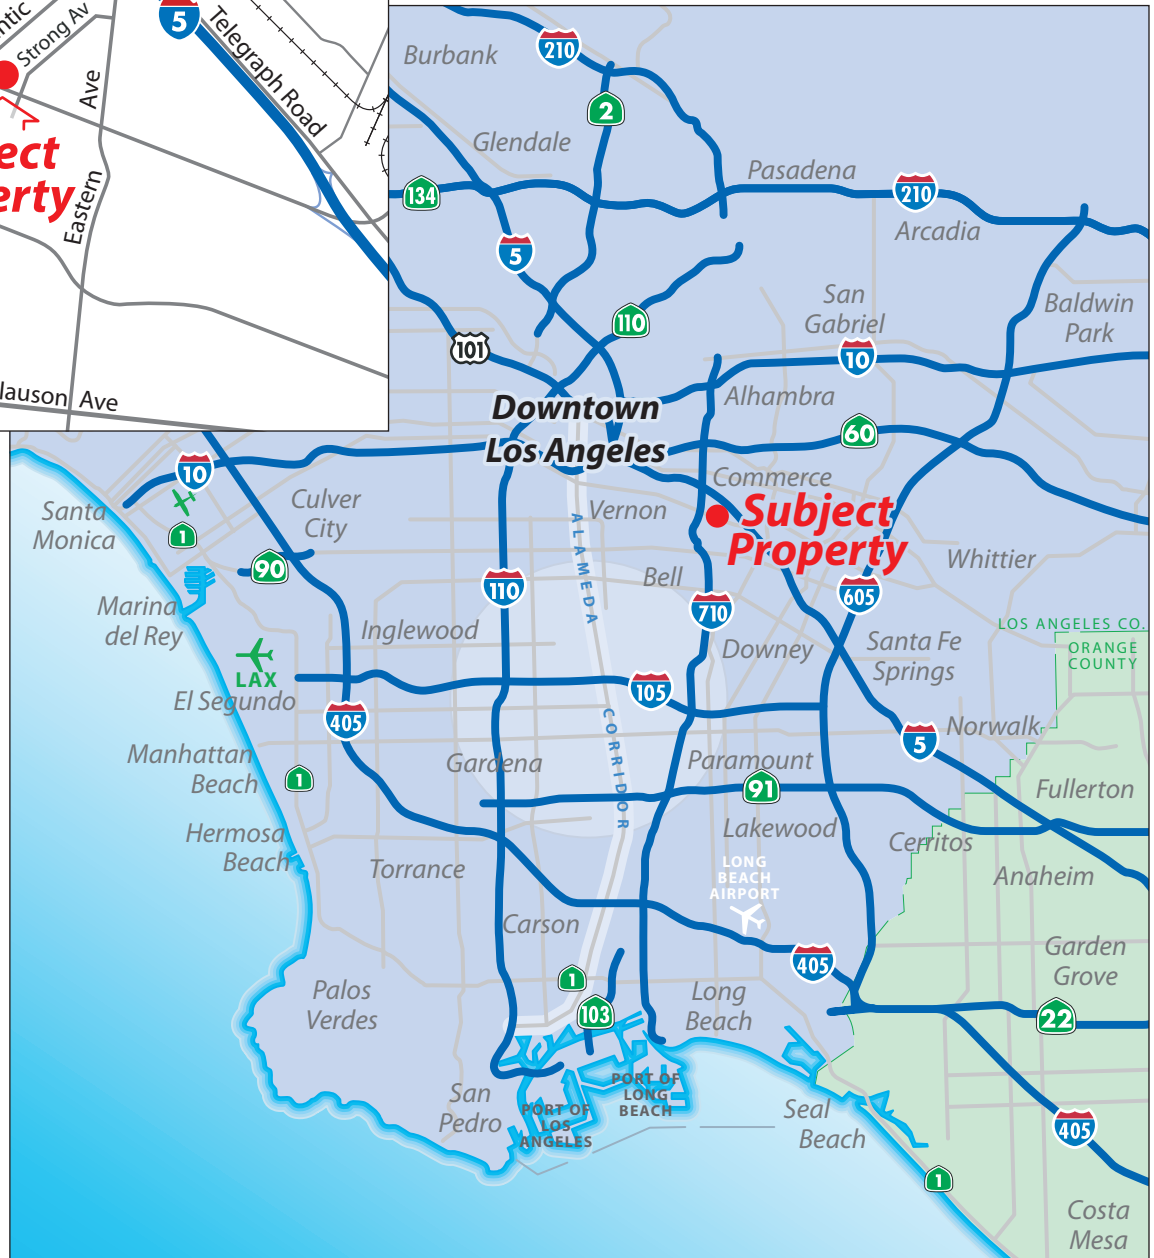 Strong Av
Ave
Eastern
5
Telegraph Road
Ave
Burbank
210
2
Glendale
134
Pasadena
210
Arcadia
5
110
San
Gabriel
Baldwin
Park
101
10
Alhambra
Downtown
Los Angeles
60
10
Commerce
Santa
Monica
1
Culver
City
Vernon
Subject
Property
90
Whittier
Bell
110
ALAMEDA
CORRIDOR
710
605
Marina
del Rey
Inglewood
LOS ANGELES CO.
ORANGE
COUNTY
Downey
Santa Fe
Springs
LAX
El Segundo
105
405
Norwalk
5
Manhattan
Beach
1
Gardena
Paramount
91
Fullerton
Hermosa
Beach
Lakewood
Cerritos
Torrance
LONG
BEACH
AIRPORT
Anaheim
Carson
405
Garden
Grove
1
103
Palos
Verdes
Long
Beach
22
San
Pedro
PORT OF
LOS
ANGELES
PORT OF
LONG
BEACH
Seal
Beach
405
1
Costa
Mesa